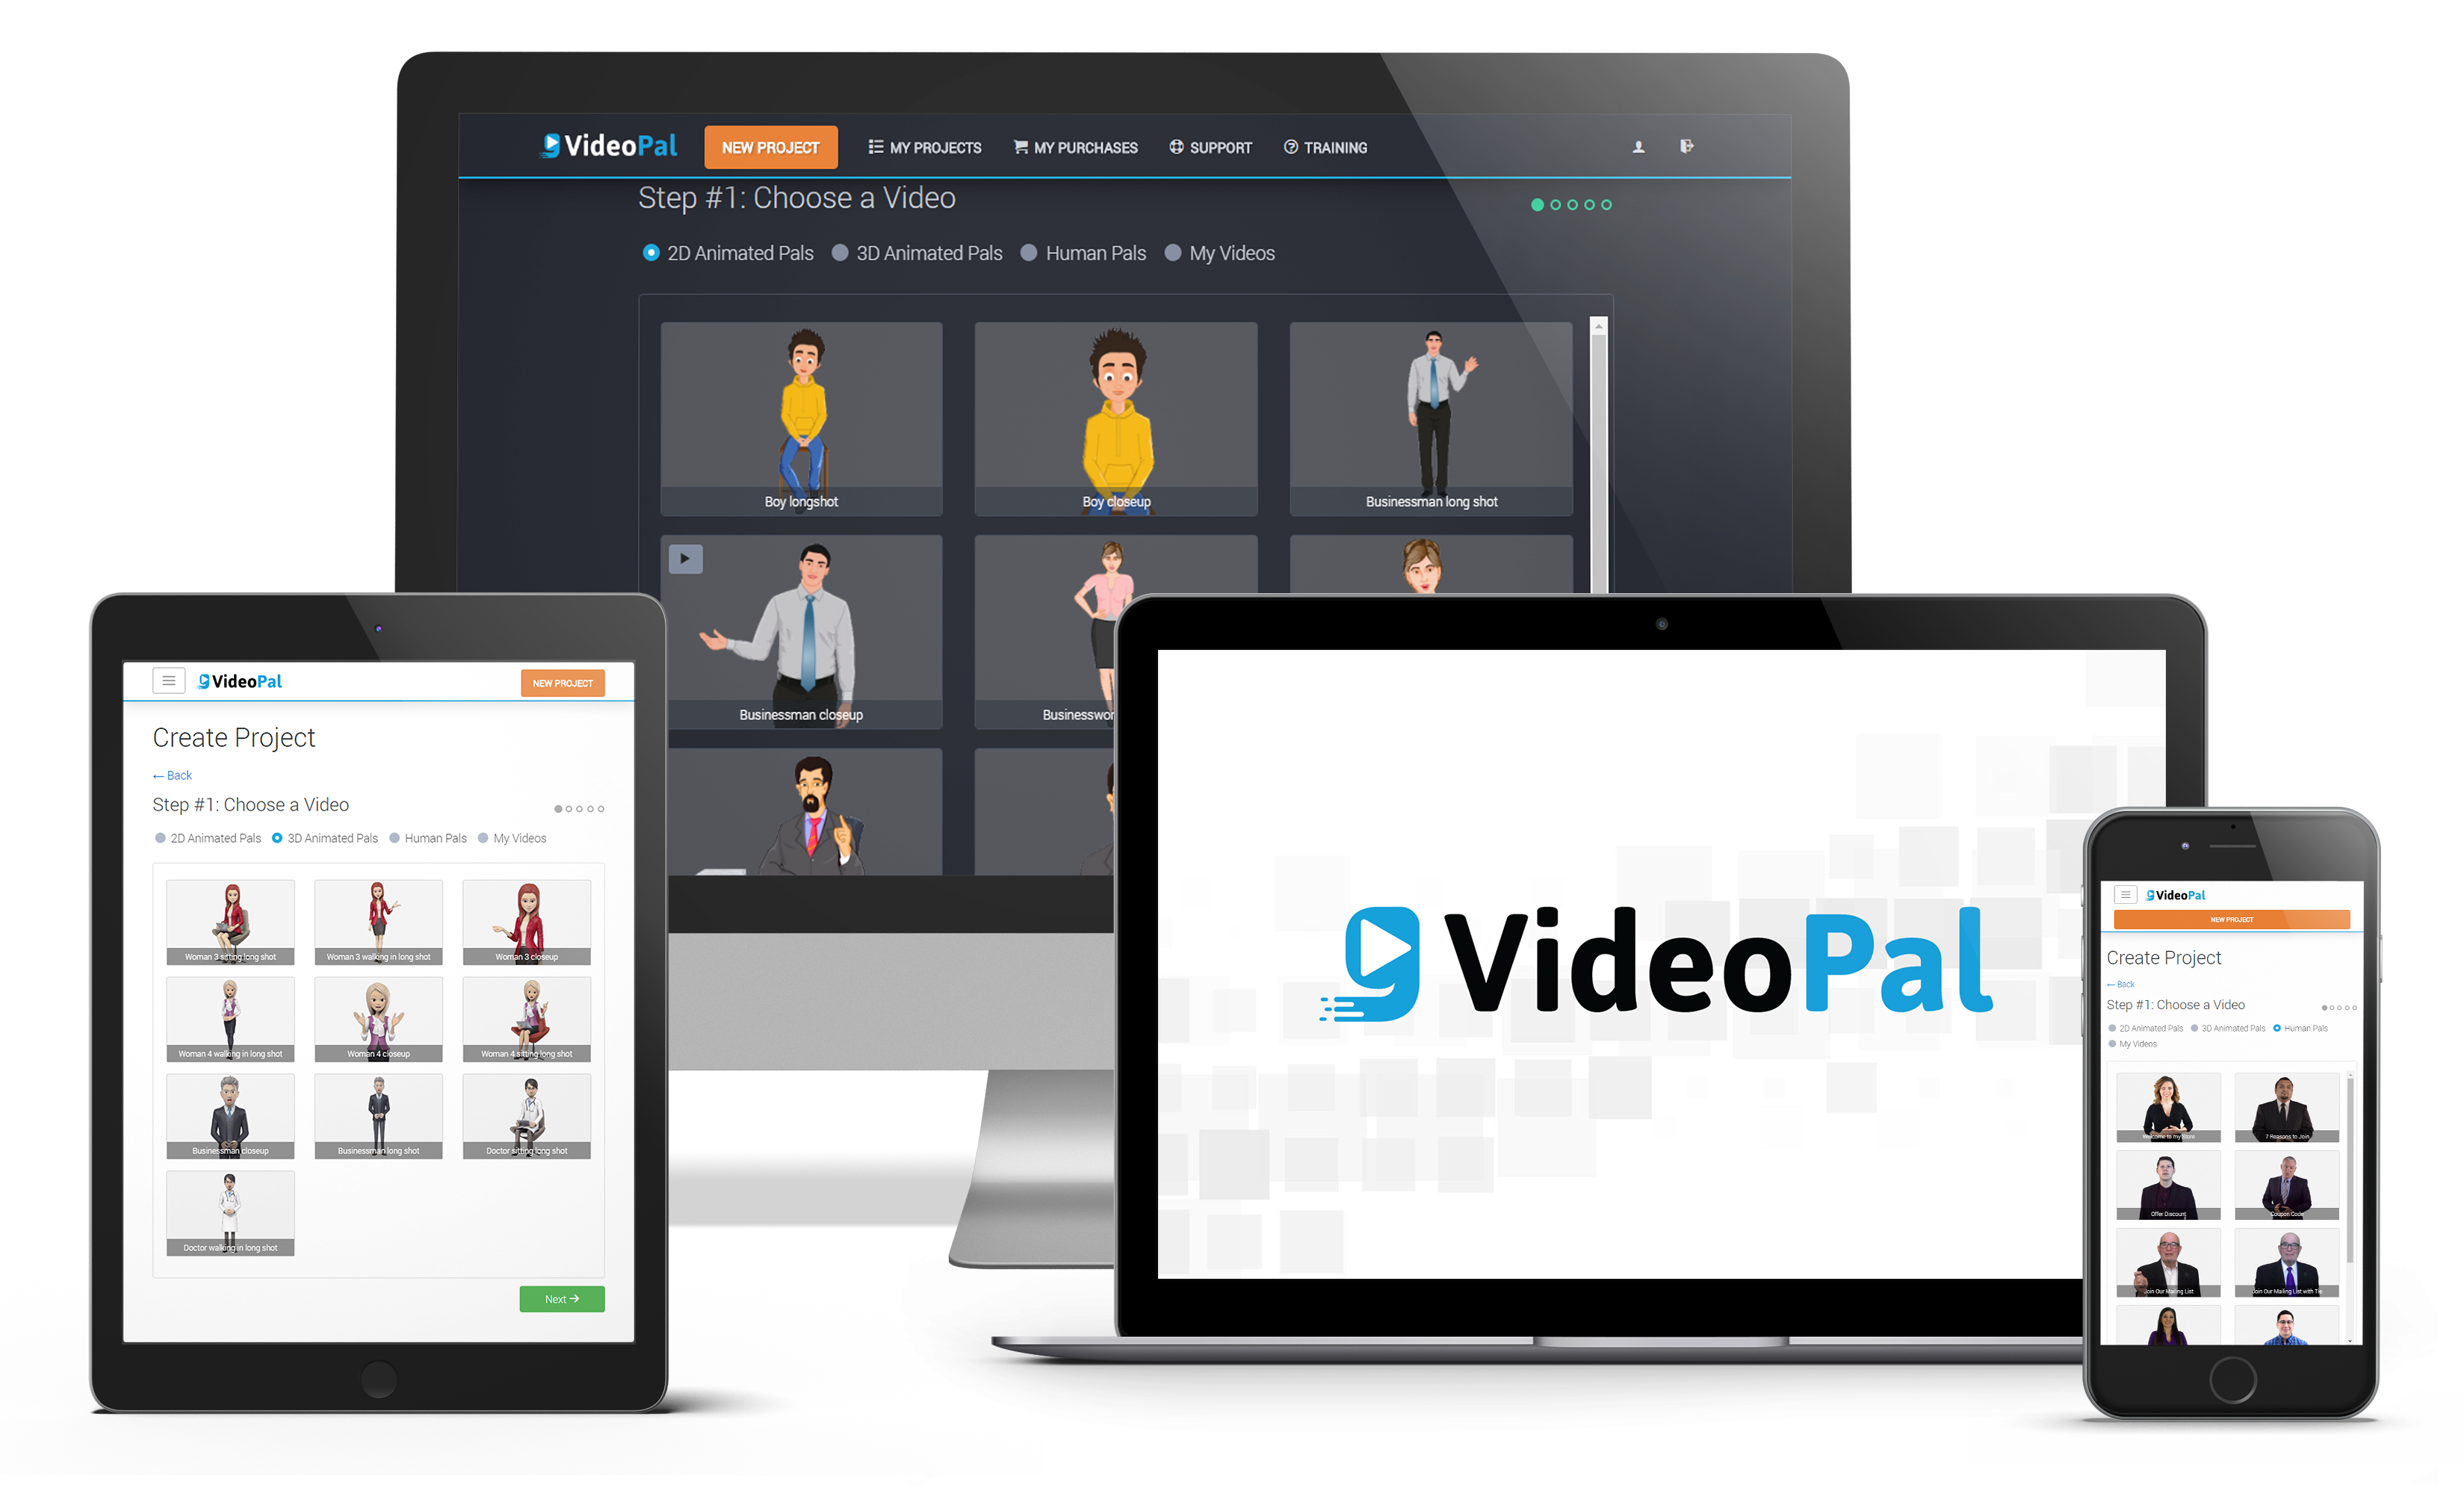 VideoPal NEW PROJECT MY PROJECTS MY PURCHASES SUPPORT TRAINING
Step #1: Choose a Video
2D Animated Pals 3D Animated Pals Human Pals My Videos
Boy longshot Boy closeup Businessman long shot
Businessman closeup
VideoPal NEW PROJECT
Create Project
← Back
Step #1: Choose a Video
2D Animated Pals 3D Animated Pals Human Pals My Videos
Woman 3 sitting long shot Woman 3 walking in long shot Woman 3 closeup
Woman 4 walking in long shot Woman 4 closeup Woman 4 sitting long shot
Businessman closeup Businessman long shot Doctor sitting long shot
Doctor walking in long shot
Next →
VideoPal
VideoPal
NEW PROJECT
Create Project
← Back
Step #1: Choose a Video
2D Animated Pals 3D Animated Pals Human Pals
My Videos
Welcome to my Store 7 Reasons to Join
Offer Discount Coupon Code
Join Our Mailing List Join Our Mailing List with Tie